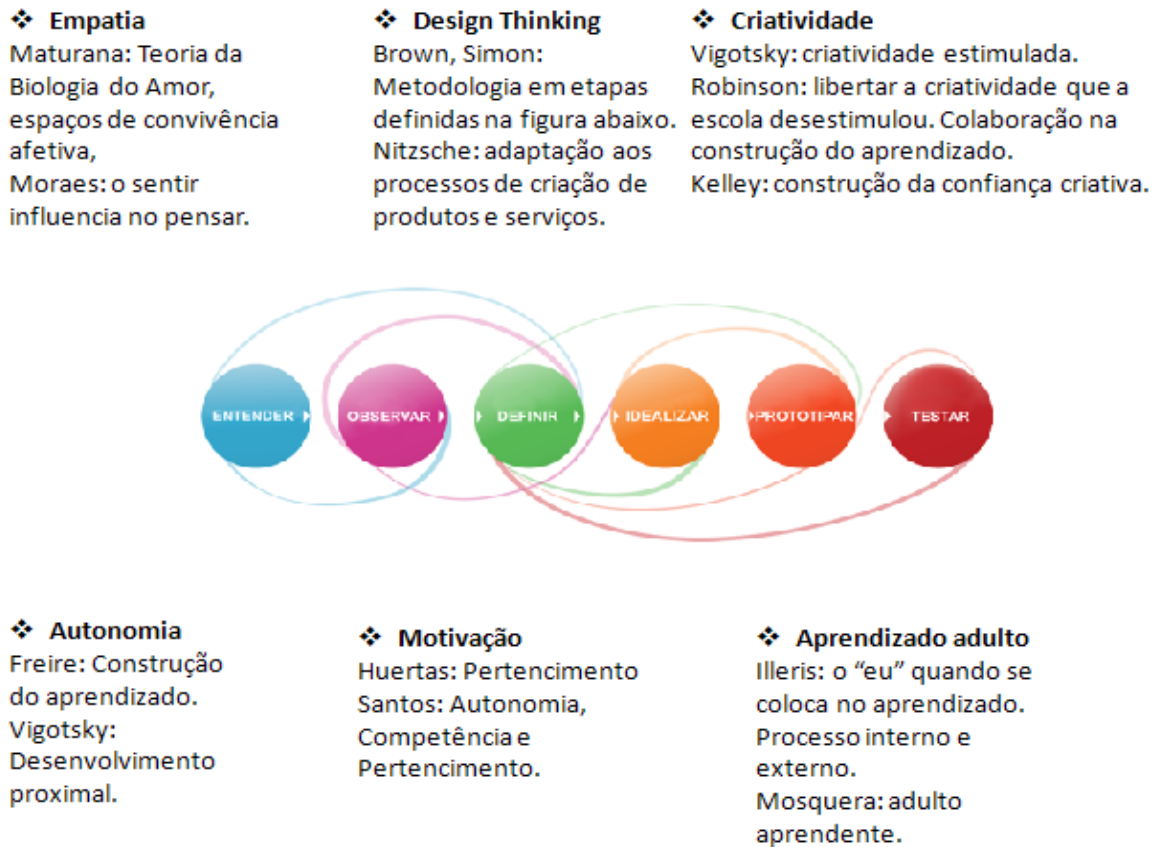 ❖ Empatia
Maturana: Teoria da
Biologia do Amor,
espaços de convivência
afetiva,
Moraes: o sentir
influencia no pensar.
❖ Design Thinking
Brown, Simon:
Metodologia em etapas
definidas na figura abaixo.
Nitzsche: adaptação aos
processos de criação de
produtos e serviços.
❖ Criatividade
Vigotsky: criatividade estimulada.
Robinson: libertar a criatividade que a
escola desestimulou. Colaboração na
construção do aprendizado.
Kelley: construção da confiança criativa.
ENTENDER
OBSERVAR
DEFINIR
IDEALIZAR
PROTOTIPAR
TESTAR
❖ Autonomia
Freire: Construção
do aprendizado.
Vigotsky:
Desenvolvimento
proximal.
❖ Motivação
Huertas: Pertencimento
Santos: Autonomia,
Competência e
Pertencimento.
❖ Aprendizado adulto
Illeris: o “eu” quando se
coloca no aprendizado.
Processo interno e
externo.
Mosquera: adulto
aprendente.